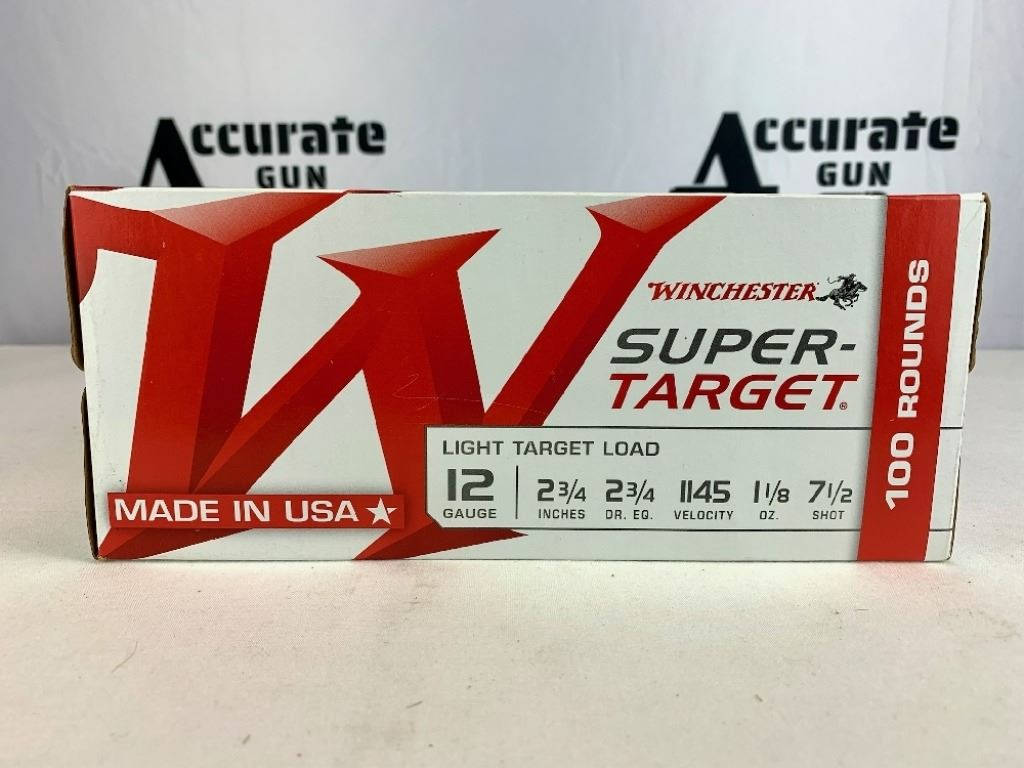 Accurate
GUN
Accurate
GUN
W
WINCHESTER
SUPER-
TARGET®
LIGHT TARGET LOAD
12 2 3/4 2 3/4 1145 1 1/8 7 1/2
GAUGE INCHES DR. EQ. VELOCITY OZ. SHOT
MADE IN USA
100 ROUNDS